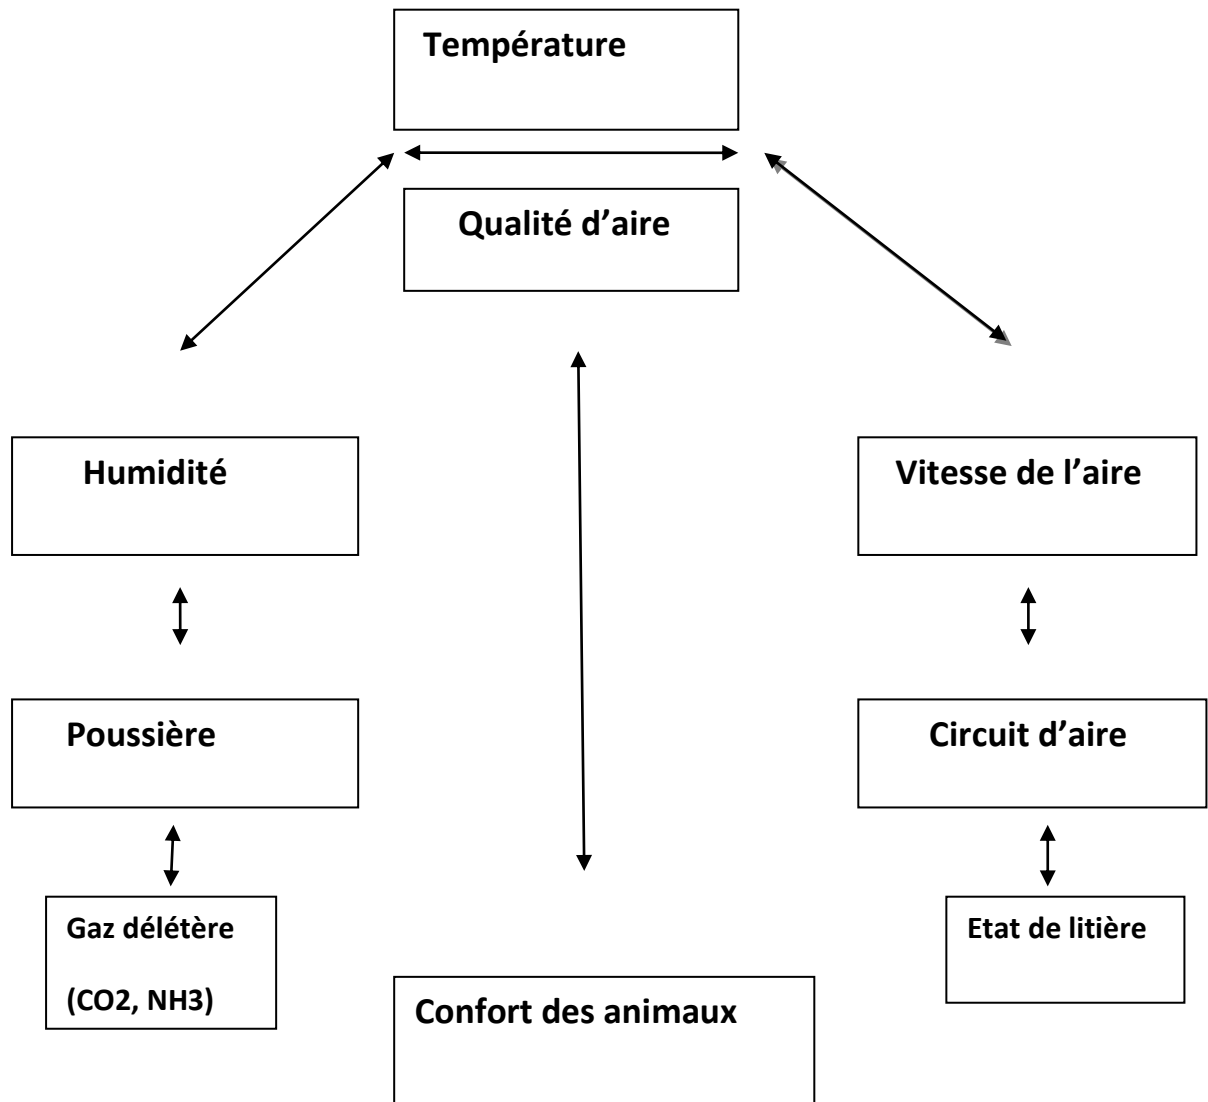 Température
Qualité d’aire
Humidité
Vitesse de l’aire
Poussière
Circuit d’aire
Gaz délétère
(CO2, NH3)
Etat de litière
Confort des animaux